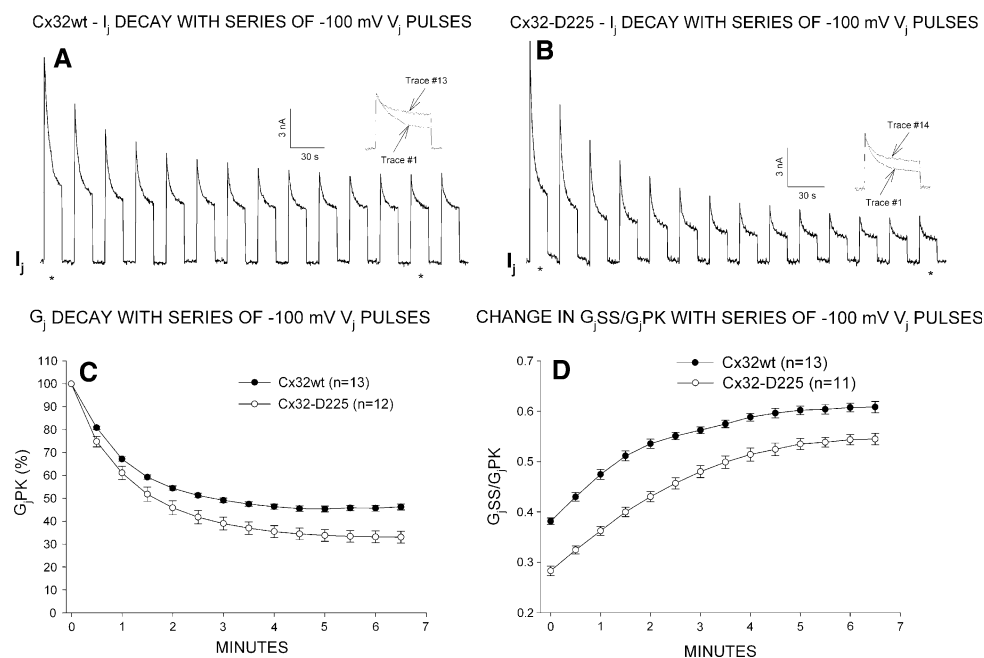 Cx32wt - Ij DECAY WITH SERIES OF -100 mV Vj PULSES
A
Trace #13
3 nA
30 s
Trace #1
Ij
*
*
Cx32-D225 - Ij DECAY WITH SERIES OF -100 mV Vj PULSES
B
Trace #14
3 nA
30 s
Trace #1
Ij
*
*
Gj DECAY WITH SERIES OF -100 mV Vj PULSES
C
Cx32wt (n=13)
Cx32-D225 (n=12)
GjPK (%)
110
100
90
80
70
60
50
40
30
20
10
0
0 1 2 3 4 5 6 7
MINUTES
CHANGE IN GjSS/GjPK WITH SERIES OF -100 mV Vj PULSES
D
Cx32wt (n=13)
Cx32-D225 (n=11)
GjSS/GjPK
0.7
0.6
0.5
0.4
0.3
0.2
0 1 2 3 4 5 6 7
MINUTES